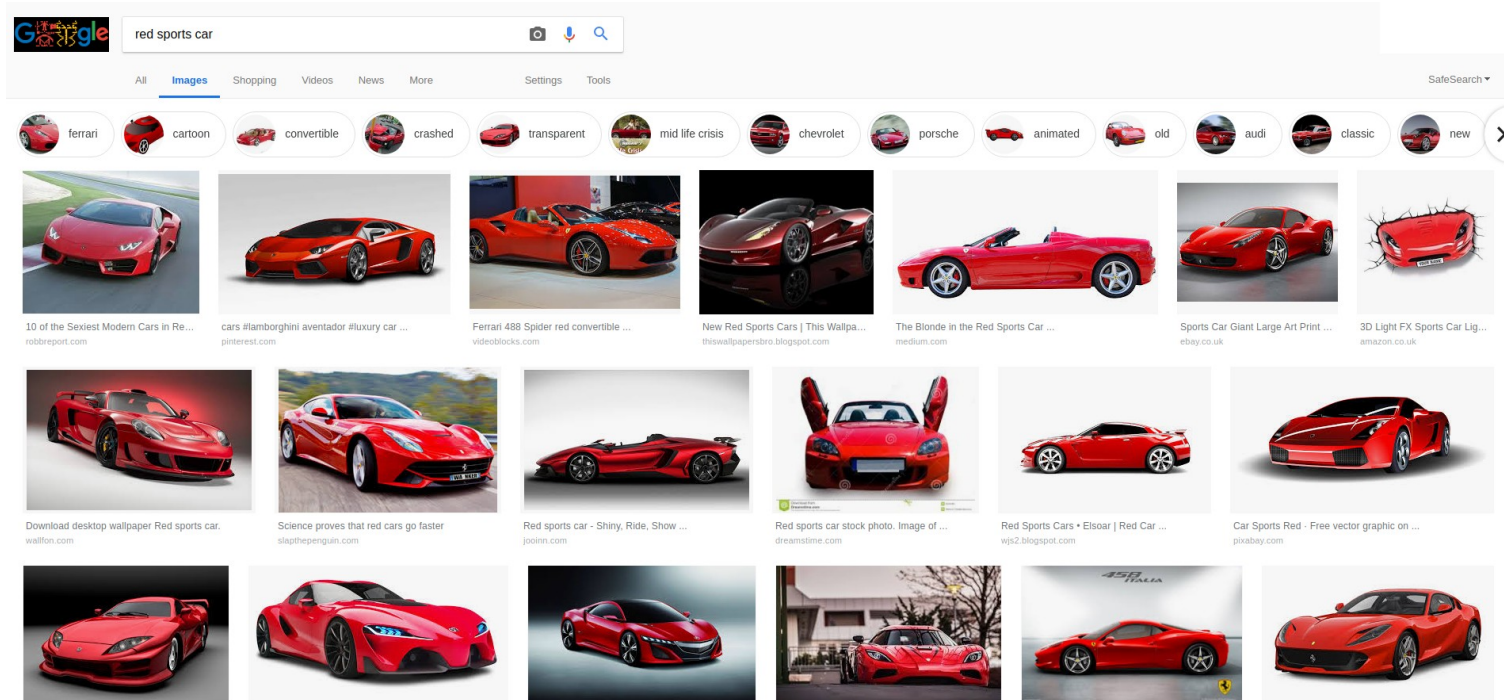 Google
red sports car
All Images Shopping Videos News More Settings Tools SafeSearch
ferrari cartoon convertible crashed transparent mid life crisis chevrolet porsche animated old audi classic new
10 of the Sexiest Modern Cars in Re...
robbreport.com
cars #lamborghini aventador #luxury car ...
pinterest.com
Ferrari 488 Spider red convertible ...
videoblocks.com
New Red Sports Cars | This Wallpa...
thiswallpapersbro.blogspot.com
The Blonde in the Red Sports Car ...
medium.com
Sports Car Giant Large Art Print ...
ebay.co.uk
3D Light FX Sports Car Lig...
amazon.co.uk
Download desktop wallpaper Red sports car.
wallfon.com
Science proves that red cars go faster
slapthepenguin.com
Red sports car - Shiny, Ride, Show ...
jooinn.com
Red sports car stock photo. Image of ...
dreamstime.com
Red Sports Cars • Elsoar | Red Car ...
wjs2.blogspot.com
Car Sports Red · Free vector graphic on ...
pixabay.com
458
ITALIA